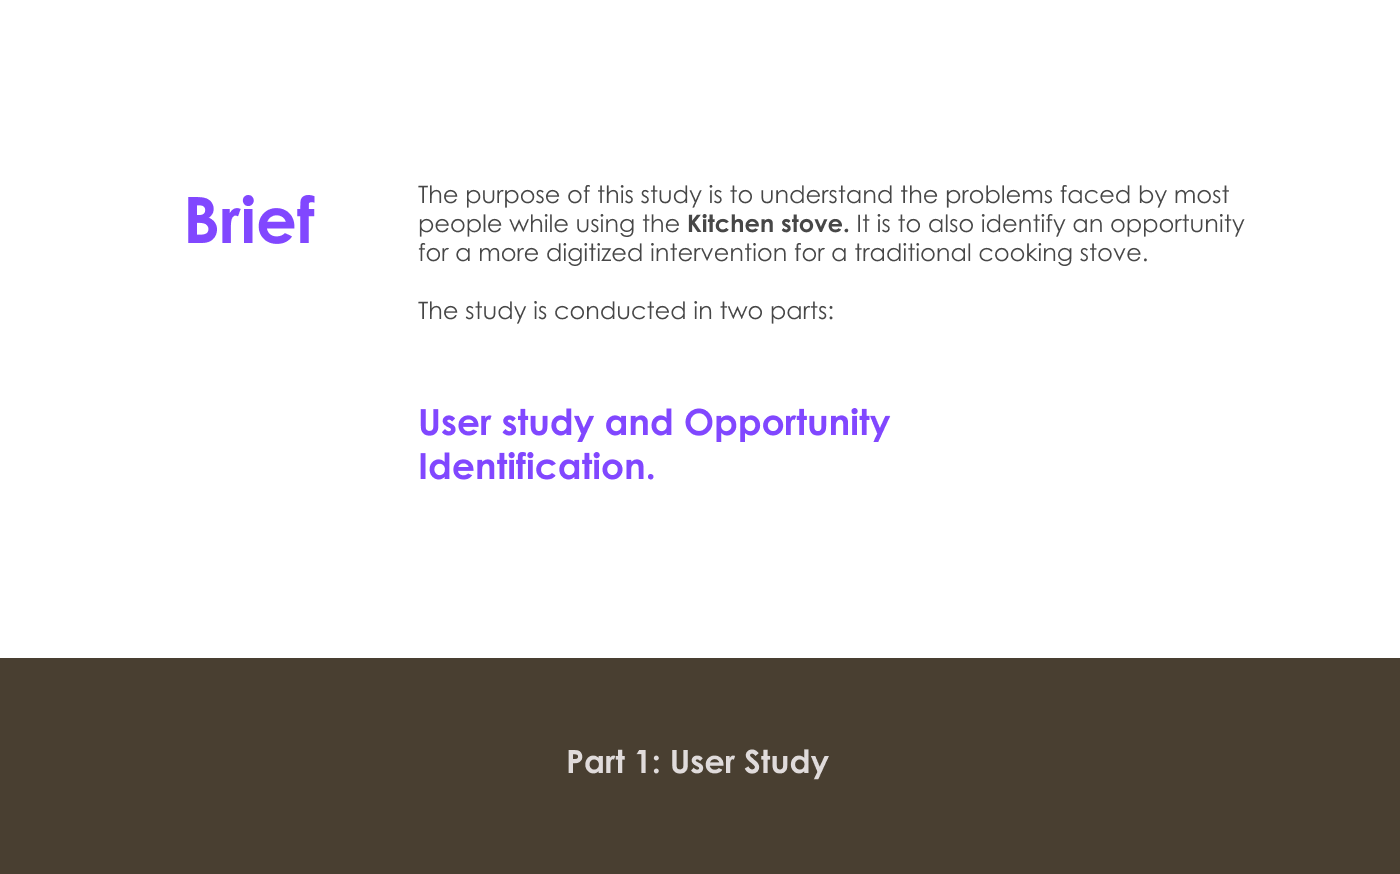 Brief
The purpose of this study is to understand the problems faced by most
people while using the Kitchen stove. It is to also identify an opportunity
for a more digitized intervention for a traditional cooking stove.
The study is conducted in two parts:
User study and Opportunity
Identification.
Part 1: User Study